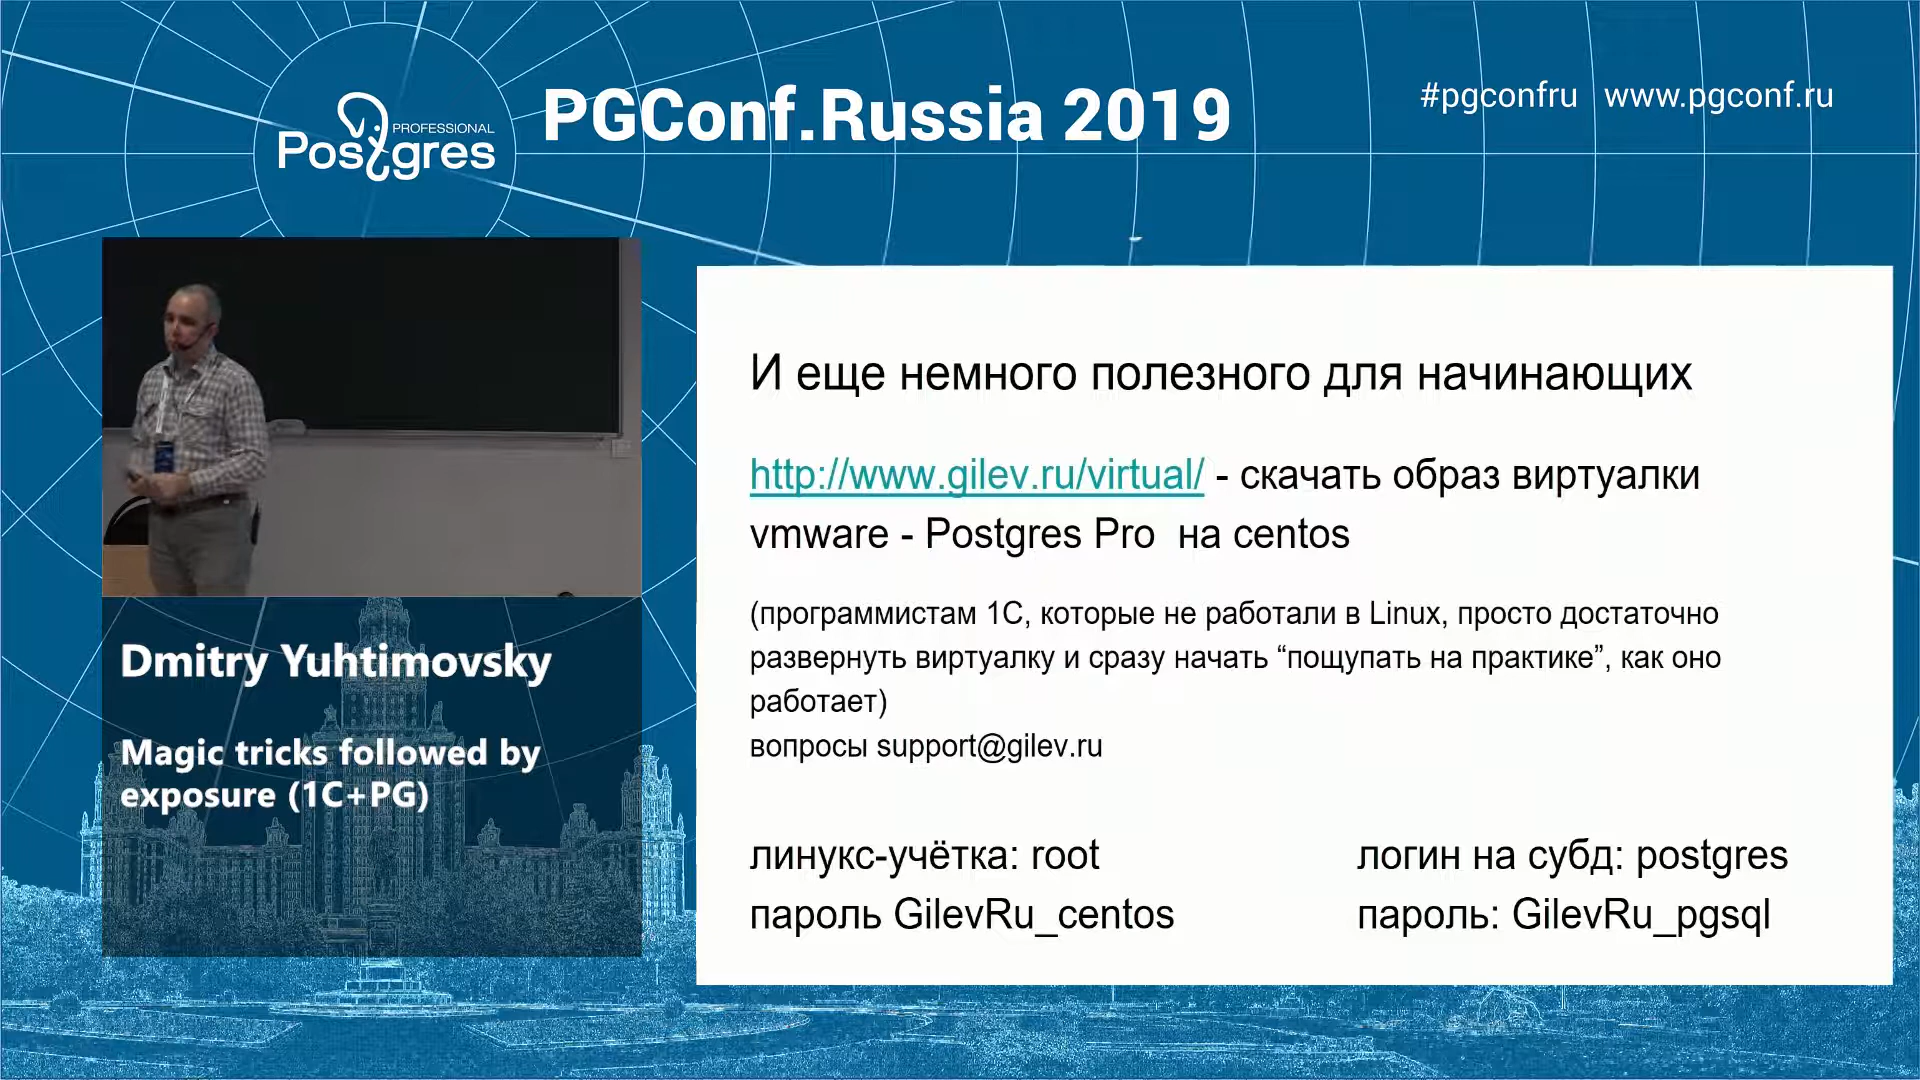 Postgres PROFESSIONAL
PGConf.Russia 2019
#pgconfru www.pgconf.ru
Dmitry Yuhtimovsky
Magic tricks followed by
exposure (1C+PG)
И еще немного полезного для начинающих
http://www.gilev.ru/virtual/ - скачать образ виртуалки
vmware - Postgres Pro на centos
(программистам 1С, которые не работали в Linux, просто достаточно
развернуть виртуалку и сразу начать “пощупать на практике”, как оно
работает)
вопросы support@gilev.ru
линукс-учётка: root
пароль GilevRu_centos
логин на субд: postgres
пароль: GilevRu_pgsql